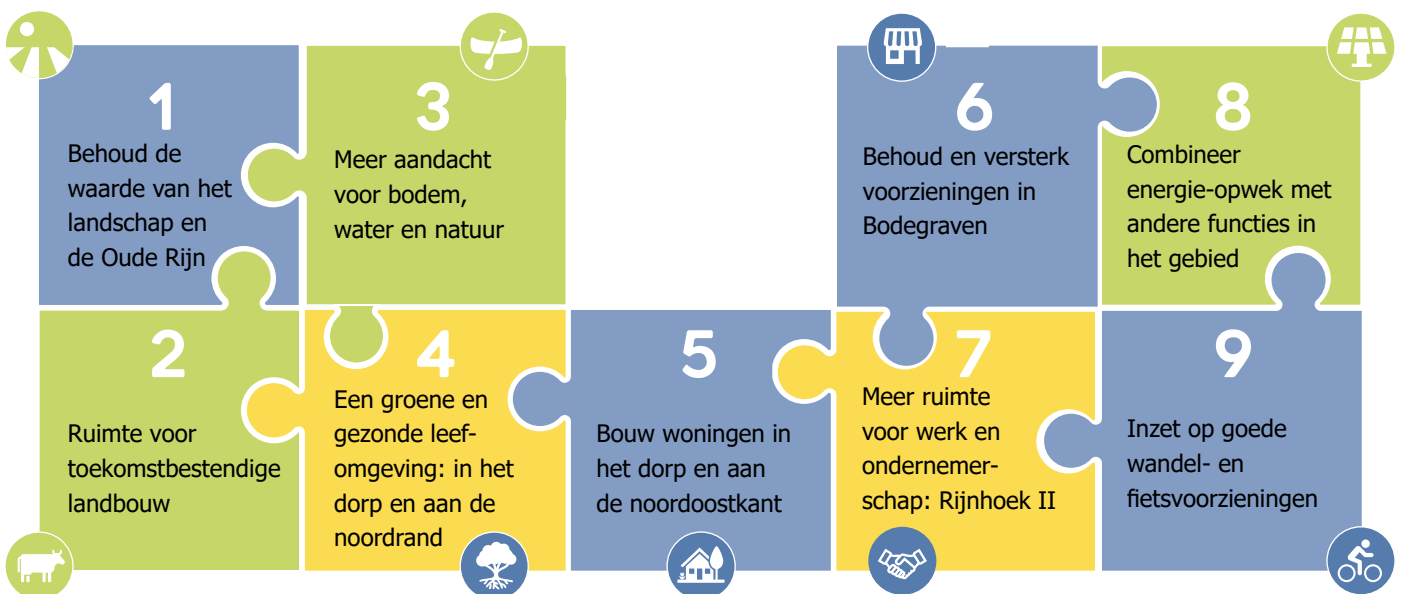 1
Behoud de
waarde van het
landschap en
de Oude Rijn
2
Ruimte voor
toekomstbestendige
landbouw
3
Meer aandacht
voor bodem,
water en natuur
4
Een groene en
gezonde leef-
omgeving: in het
dorp en aan de
noordrand
5
Bouw woningen in
het dorp en aan
de noordoostkant
6
Behoud en versterk
voorzieningen in
Bodegraven
7
Meer ruimte
voor werk en
ondernemer-
schap: Rijnhoek II
8
Combineer
energie-opwek met
andere functies in
het gebied
9
Inzet op goede
wandel- en
fietsvoorzieningen